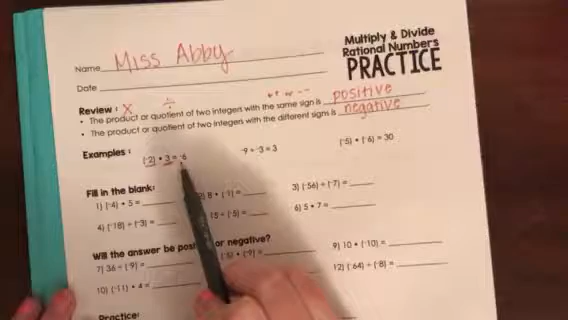 Multiply & Divide
Rational Numbers
PRACTICE
Name Miss Abby
Date
Review : x ÷ ++ or --
• The product or quotient of two integers with the same sign is positive
• The product or quotient of two integers with the different signs is negative
Examples :
(-2) • 3 = -6 -9 ÷ -3 = 3 (-5) • (-6) = 30
Fill in the blank:
1) (-4) • 5 = 8 • (-1) = 3) (-56) ÷ (-7) =
4) (-18) ÷ (-3) = 15 ÷ (-5) = 6) 5 • 7 =
Will the answer be or negative?
7) 36 ÷ (-9) = • (-9) = 9) 10 • (-10) =
10) (-11) • 4 = 12) (-64) ÷ (-8) =
Practice: